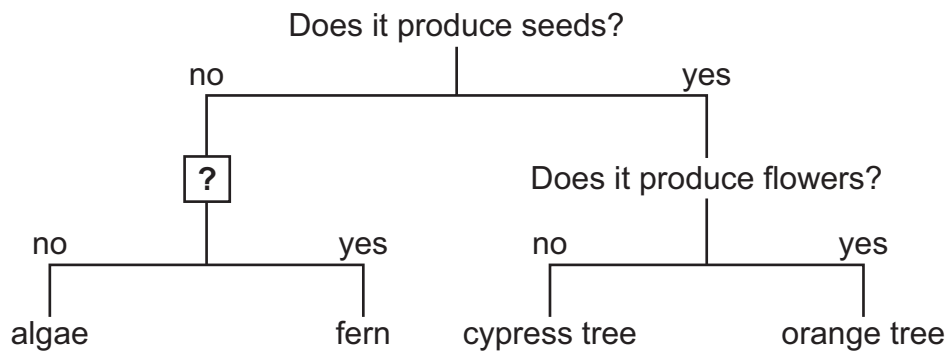 Does it produce seeds?
no
yes
?
Does it produce flowers?
no
yes
no
yes
algae
fern
cypress tree
orange tree